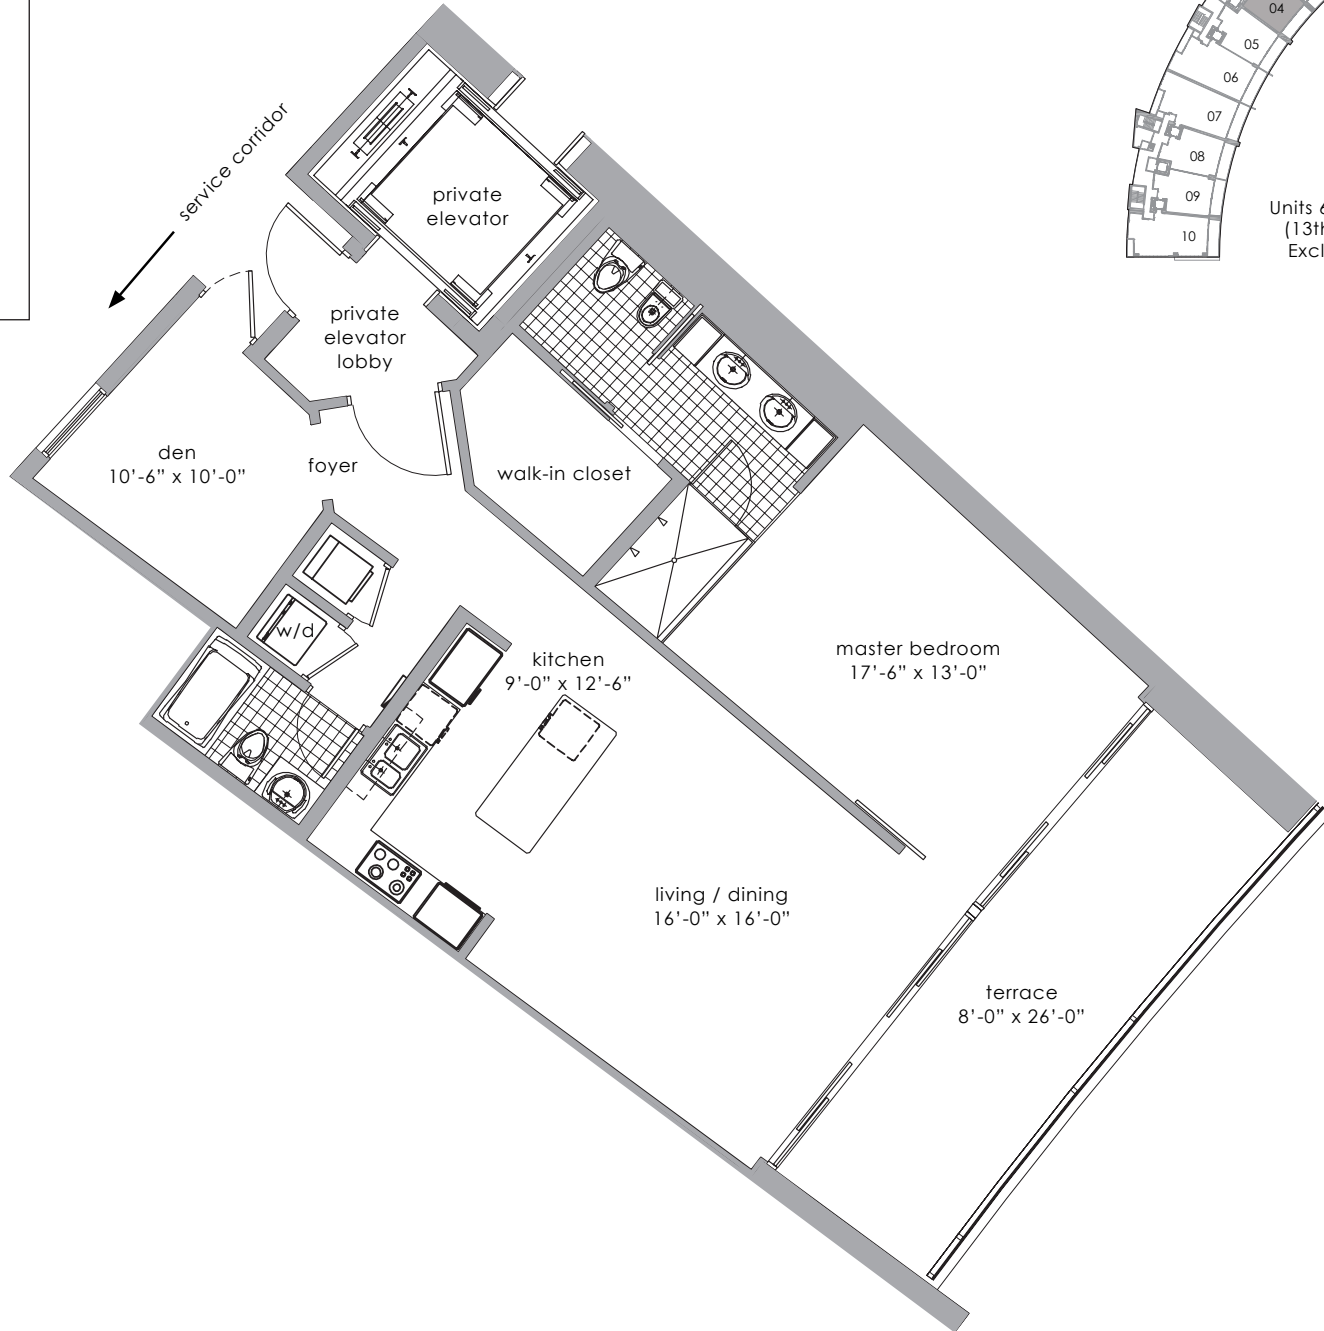 04
05
06
07
08
09
10
Units 6
(13th
Excl
service corridor
private
elevator
private
elevator
lobby
den
10'-6” x 10'-0”
foyer
walk-in closet
w/d
kitchen
9'-0” x 12'-6”
master bedroom
17'-6” x 13'-0”
living / dining
16'-0” x 16'-0”
terrace
8'-0” x 26'-0”